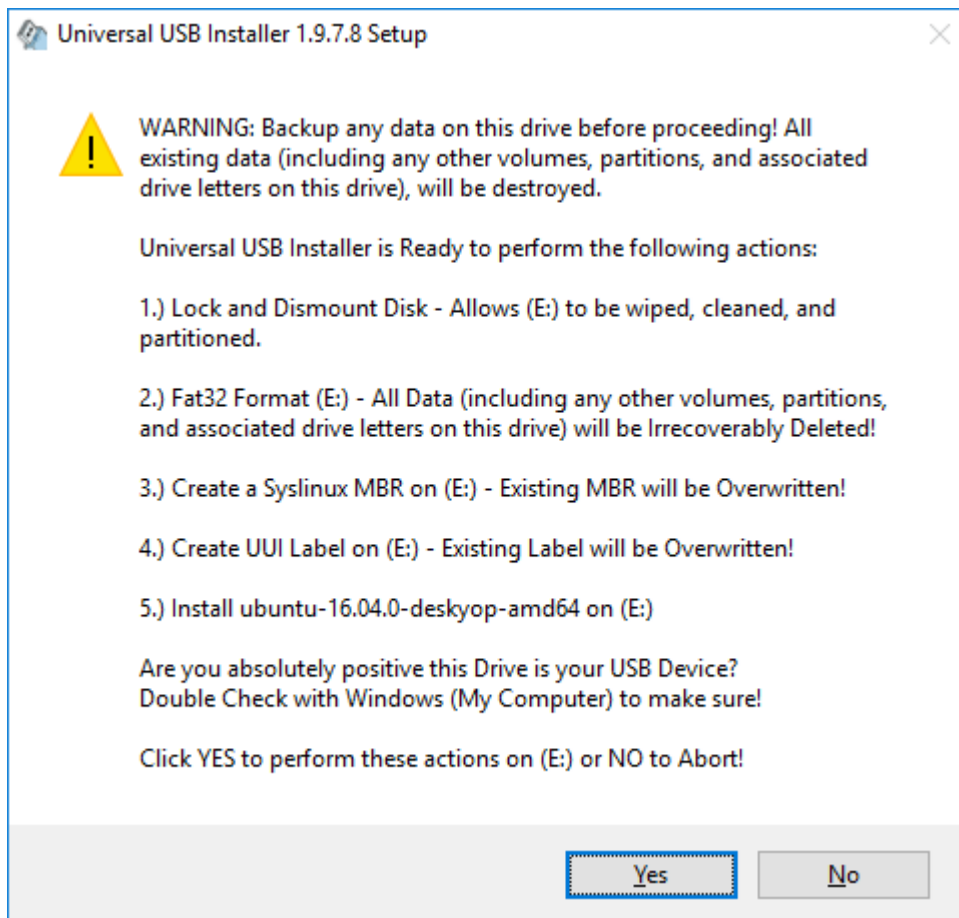 Universal USB Installer 1.9.7.8 Setup
WARNING: Backup any data on this drive before proceeding! All
existing data (including any other volumes, partitions, and associated
drive letters on this drive), will be destroyed.
Universal USB Installer is Ready to perform the following actions:
1.) Lock and Dismount Disk - Allows (E:) to be wiped, cleaned, and
partitioned.
2.) Fat32 Format (E:) - All Data (including any other volumes, partitions,
and associated drive letters on this drive) will be Irrecoverably Deleted!
3.) Create a Syslinux MBR on (E:) - Existing MBR will be Overwritten!
4.) Create UUI Label on (E:) - Existing Label will be Overwritten!
5.) Install ubuntu-16.04.0-deskyop-amd64 on (E:)
Are you absolutely positive this Drive is your USB Device?
Double Check with Windows (My Computer) to make sure!
Click YES to perform these actions on (E:) or NO to Abort!
Yes
No